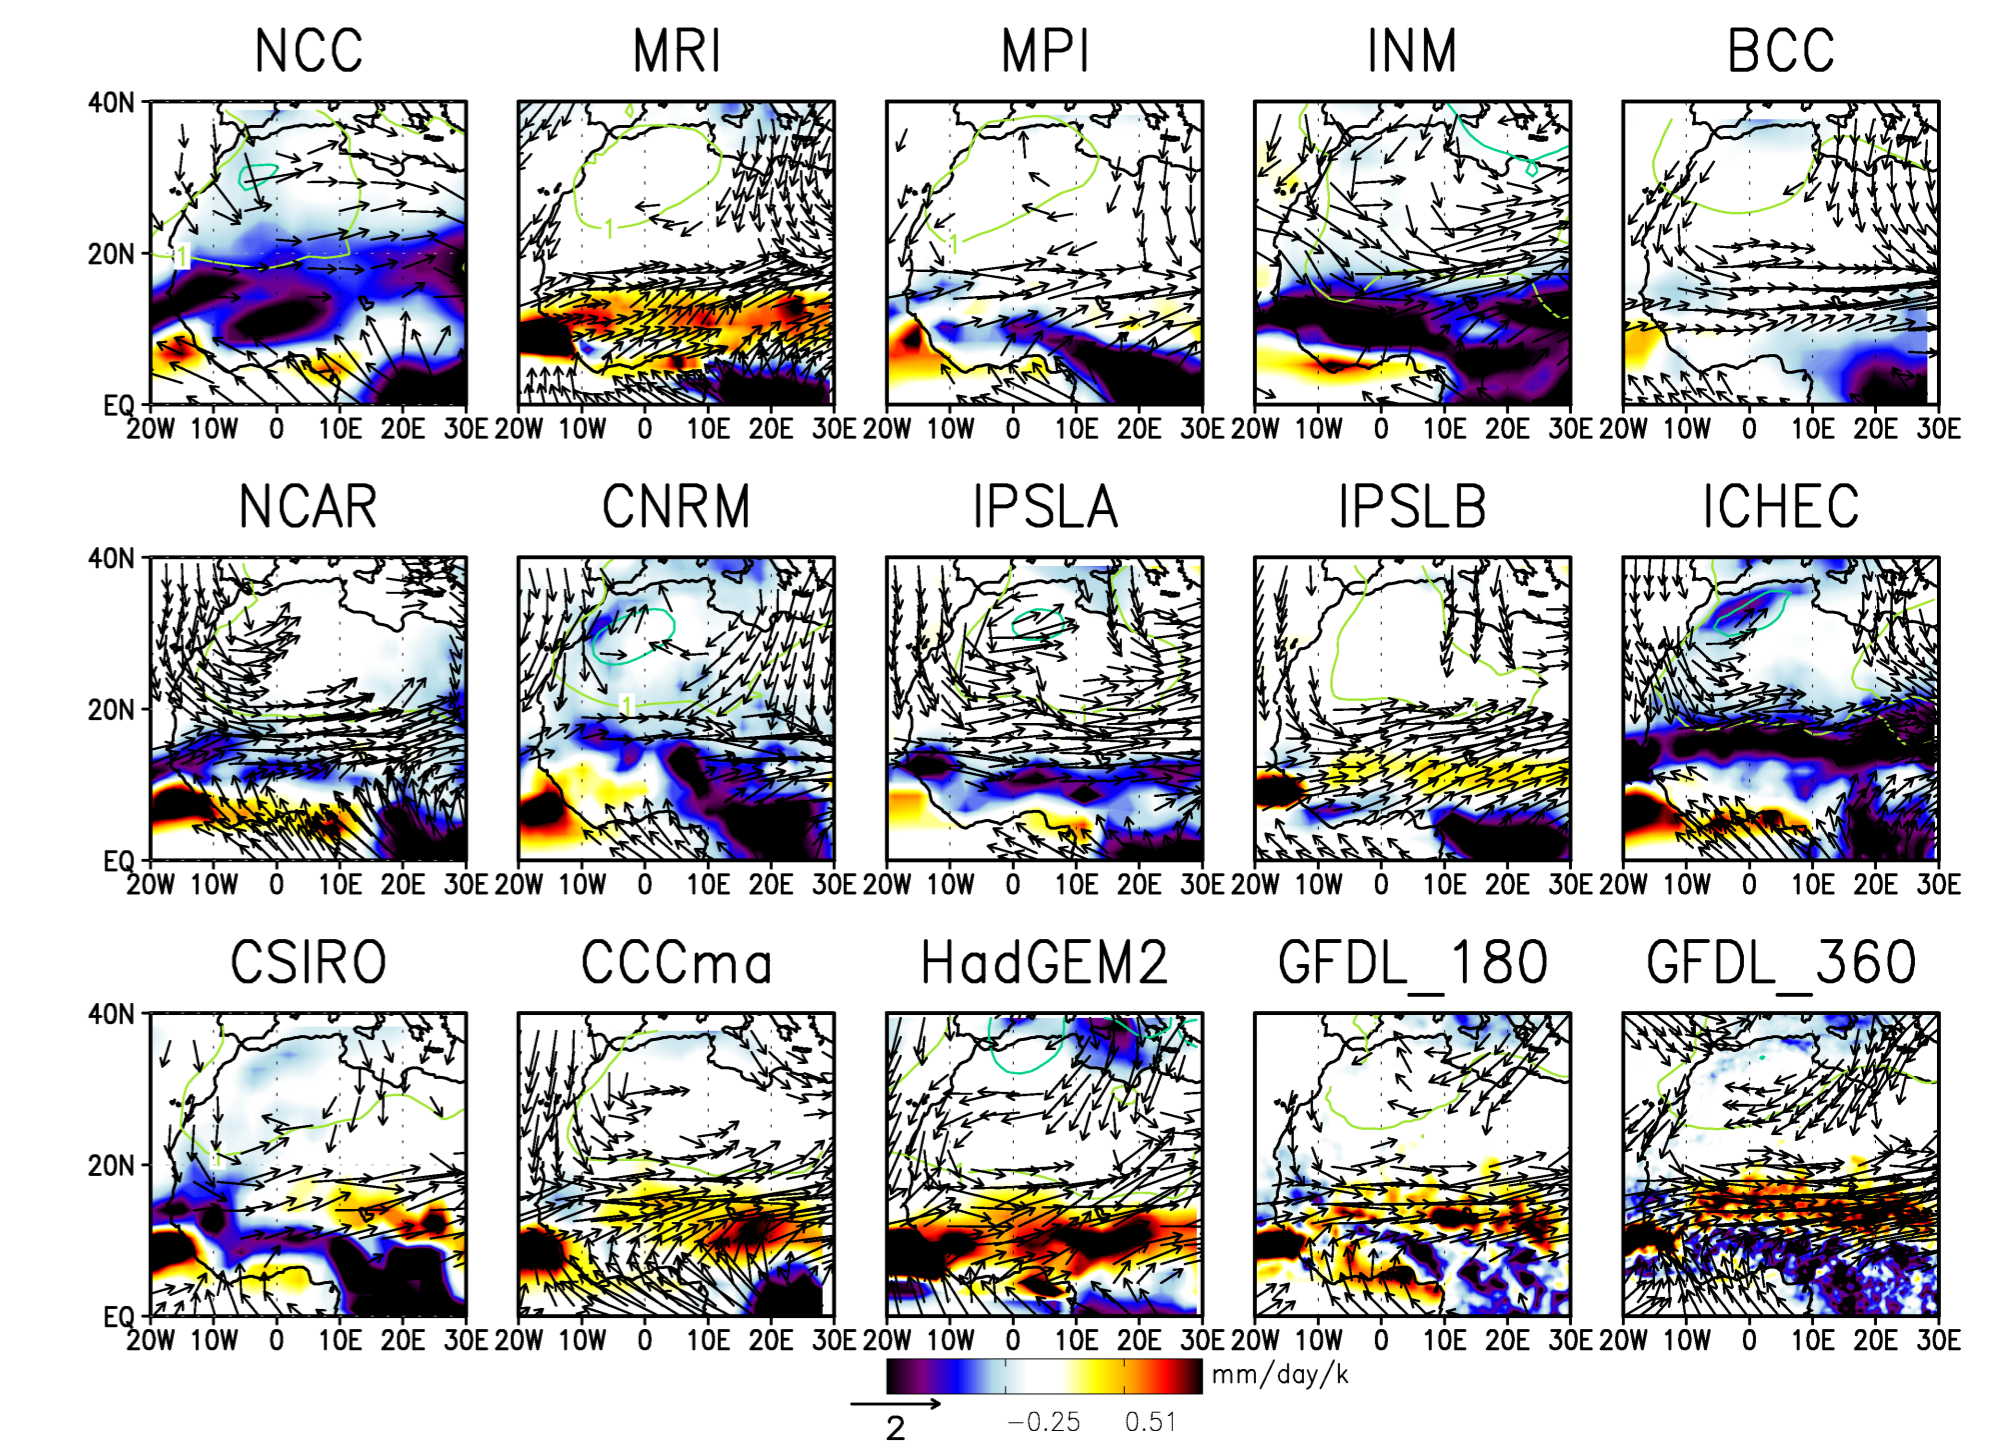 NCC MRI MPI INM BCC
40N
1 1 1
20N
EQ
20W 10W 0 10E 20E 30E 20W 10W 0 10E 20E 30E 20W 10W 0 10E 20E 30E 20W 10W 0 10E 20E 30E 20W 10W 0 10E 20E 30E
NCAR CNRM IPSLA IPSLB ICHEC
40N
20N 1 1
EQ
20W 10W 0 10E 20E 30E 20W 10W 0 10E 20E 30E 20W 10W 0 10E 20E 30E 20W 10W 0 10E 20E 30E 20W 10W 0 10E 20E 30E
CSIRO CCCma HadGEM2 GFDL_180 GFDL_360
40N
20N 1
EQ
20W 10W 0 10E 20E 30E 20W 10W 0 10E 20E 30E 20W 10W 0 10E 20E 30E 20W 10W 0 10E 20E 30E 20W 10W 0 10E 20E 30E
mm/day/k
2 −0.25 0.51